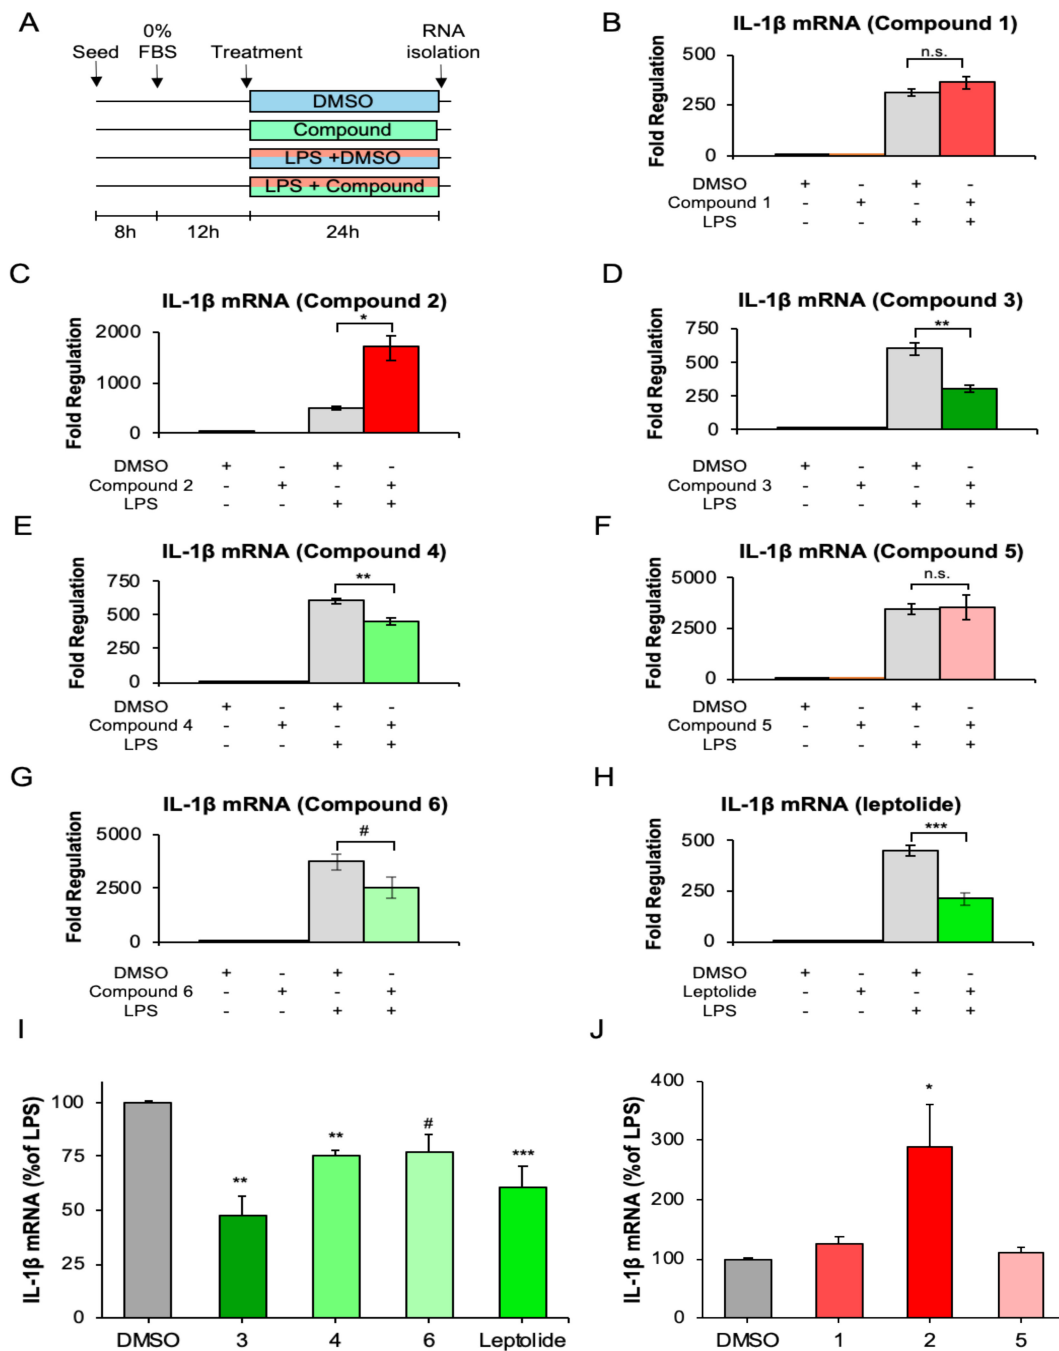 A
0%
RNA
Seed FBS Treatment isolation
DMSO
Compound
LPS +DMSO
LPS + Compound
8h 12h 24h
B
IL-1β mRNA (Compound 1)
n.s.
Fold Regulation
500
250
0
DMSO + - + -
Compound 1 - + - +
LPS - - + +
C
IL-1β mRNA (Compound 2)
*
Fold Regulation
2000
1000
0
DMSO + - + -
Compound 2 - + - +
LPS - - + +
D
IL-1β mRNA (Compound 3)
**
Fold Regulation
750
500
250
0
DMSO + - + -
Compound 3 - + - +
LPS - - + +
E
IL-1β mRNA (Compound 4)
**
Fold Regulation
750
500
250
0
DMSO + - + -
Compound 4 - + - +
LPS - - + +
F
IL-1β mRNA (Compound 5)
n.s.
Fold Regulation
5000
2500
0
DMSO + - + -
Compound 5 - + - +
LPS - - + +
G
IL-1β mRNA (Compound 6)
#
Fold Regulation
5000
2500
0
DMSO + - + -
Compound 6 - + - +
LPS - - + +
H
IL-1β mRNA (leptolide)
***
Fold Regulation
500
250
0
DMSO + - + -
Leptolide - + - +
LPS - - + +
I
IL-1β mRNA (%of LPS)
100
75
50
25
0
** ** # ***
DMSO 3 4 6 Leptolide
J
IL-1β mRNA (%of LPS)
400
300
200
100
0
*
DMSO 1 2 5